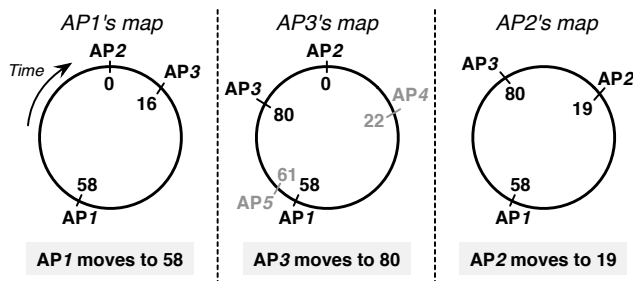 AP1's map
Time
AP2
0
AP3
16
58
AP1
AP1 moves to 58
AP3's map
AP2
0
AP3
80
AP4
22
61
AP5
58
AP1
AP3 moves to 80
AP2's map
AP3
80
AP2
19
58
AP1
AP2 moves to 19